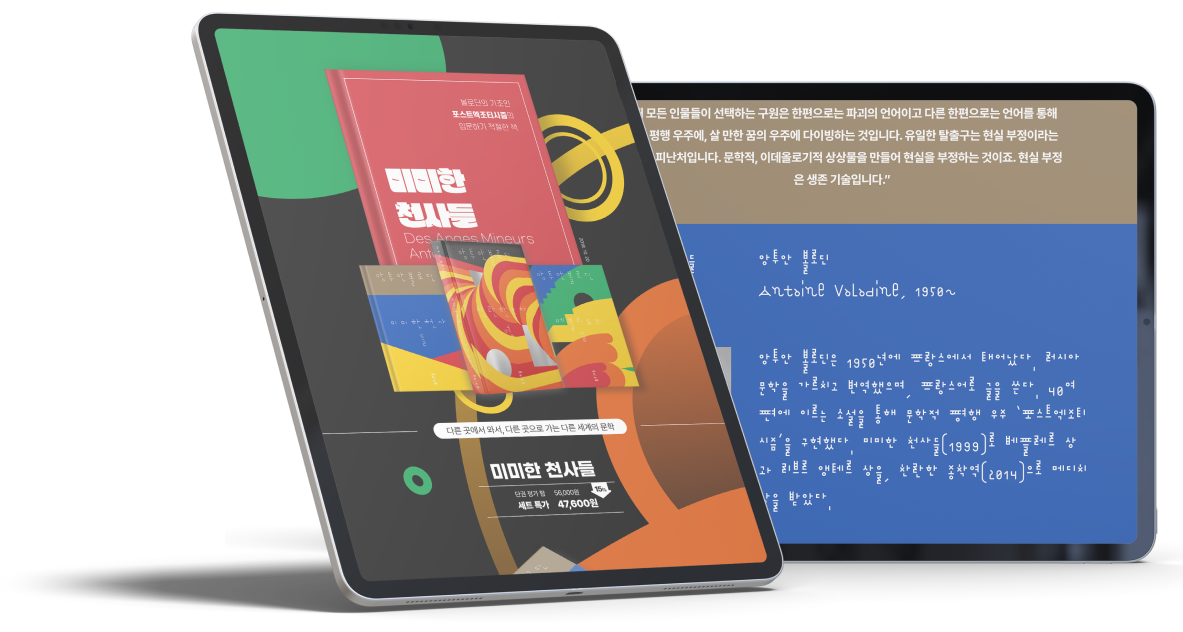 볼로딘의 기조인
포스트엑조티시즘의
입문하기 적절한 책
미미한
천사들
Des Anges Mineurs
다른 곳에서 와서, 다른 곳으로 가는 다른 세계의 문학
미미한 천사들
단권 정가 합 56,000원
15%
세트 특가 47,600원
모든 인물들이 선택하는 구원은 한편으로는 파괴의 언어이고 다른 한편으로는 언어를 통해
평행 우주에, 살 만한 꿈의 우주에 다이빙하는 것입니다. 유일한 탈출구는 현실 부정이라는
피난처입니다. 문학적, 이데올로기적 상상물을 만들어 현실을 부정하는 것이죠. 현실 부정
은 생존 기술입니다.”
앙투안 볼로딘
Antoine Volodine, 1950~
앙투안 볼로딘은 1950년에 프랑스에서 태어났다. 러시아
문학을 가르치고 번역했으며, 프랑스어로 글을 쓴다. 40여
편에 이르는 소설을 통해 문학적 평행 우주 ‘포스트엑조티
시즘’을 구현했다. 미미한 천사들(1999)로 베플레르 상
과 리브르 앵테르 상을, 찬란한 종착역(2014)으로 메디치
상을 받았다.